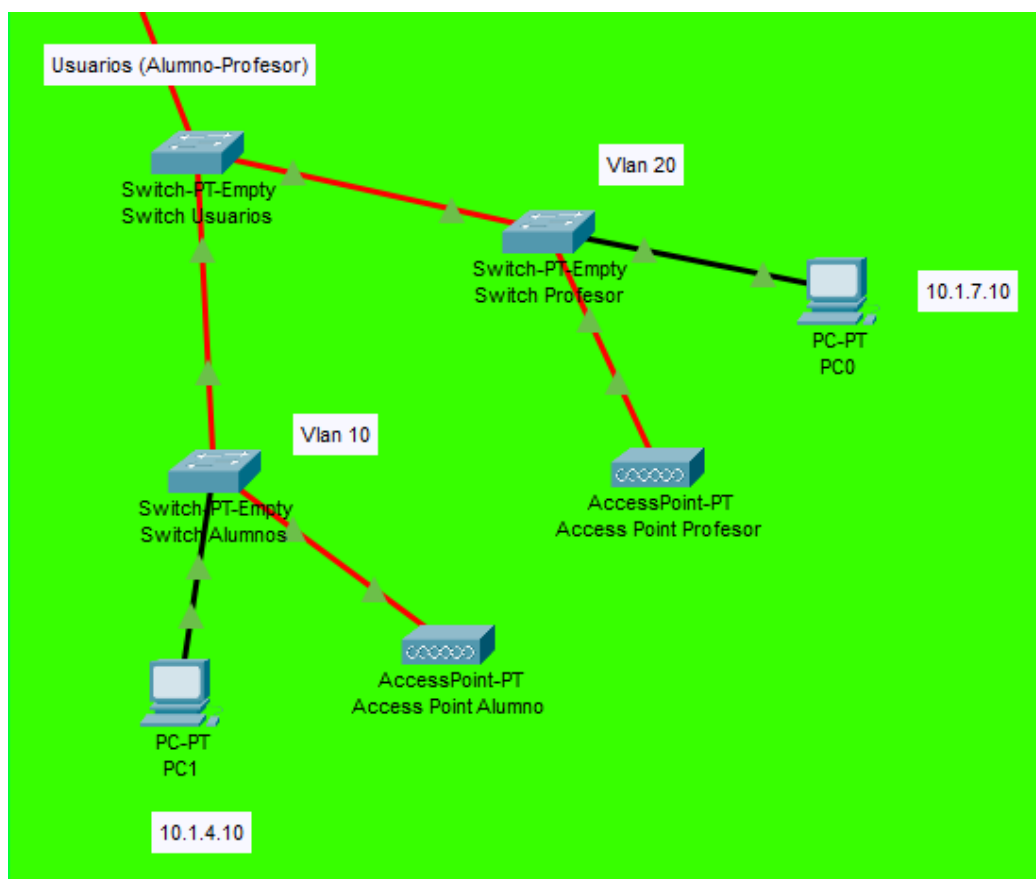 Usuarios (Alumno-Profesor)
Switch-PT-Empty
Switch Usuarios
Vlan 20
Switch-PT-Empty
Switch Profesor
10.1.7.10
PC-PT
PC0
Vlan 10
Switch-PT-Empty
Switch Alumnos
AccessPoint-PT
Access Point Profesor
AccessPoint-PT
Access Point Alumno
PC-PT
PC1
10.1.4.10